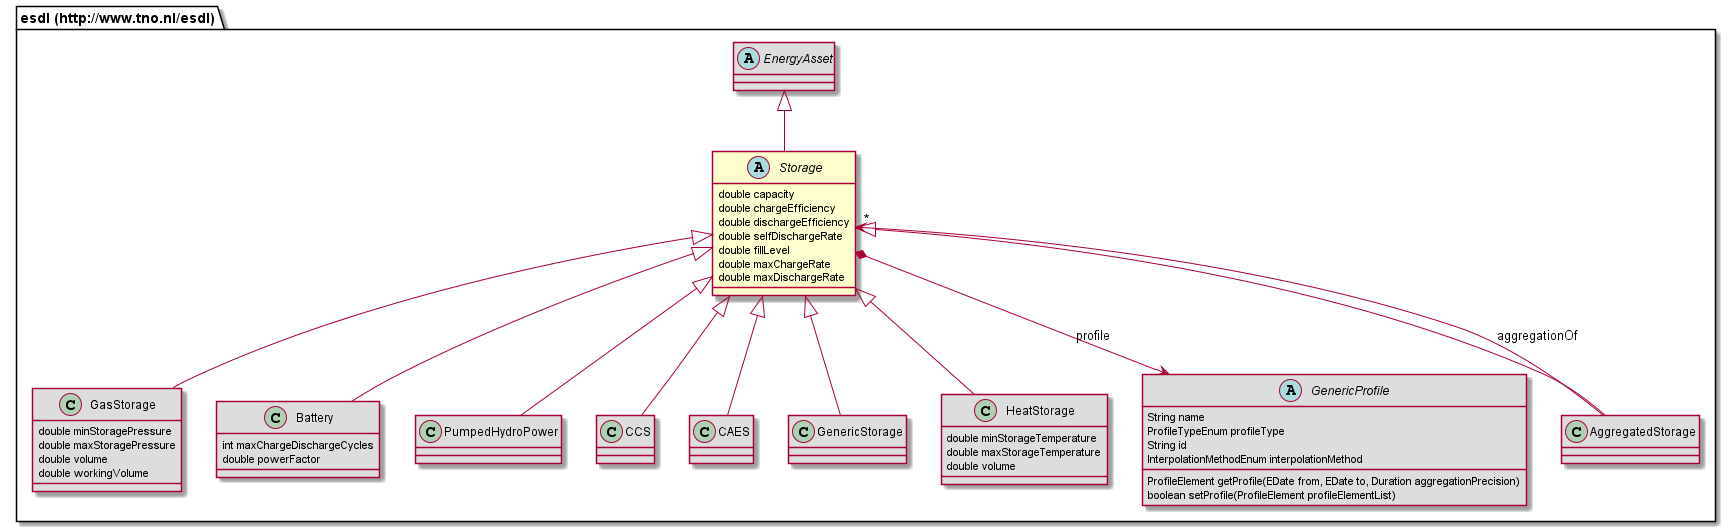 esdl (http://www.tno.nl/esdl)
A EnergyAsset
A Storage
double capacity
double chargeEfficiency
double dischargeEfficiency
double selfDischargeRate
double fillLevel
double maxChargeRate
double maxDischargeRate
*
profile
aggregationOf
C GasStorage
double minStoragePressure
double maxStoragePressure
double volume
double workingVolume
C Battery
int maxChargeDischargeCycles
double powerFactor
C PumpedHydroPower
C CCS
C CAES
C GenericStorage
C HeatStorage
double minStorageTemperature
double maxStorageTemperature
double volume
A GenericProfile
String name
ProfileTypeEnum profileType
String id
InterpolationMethodEnum interpolationMethod
ProfileElement getProfile(EDate from, EDate to, Duration aggregationPrecision)
boolean setProfile(ProfileElement profileElementList)
C AggregatedStorage